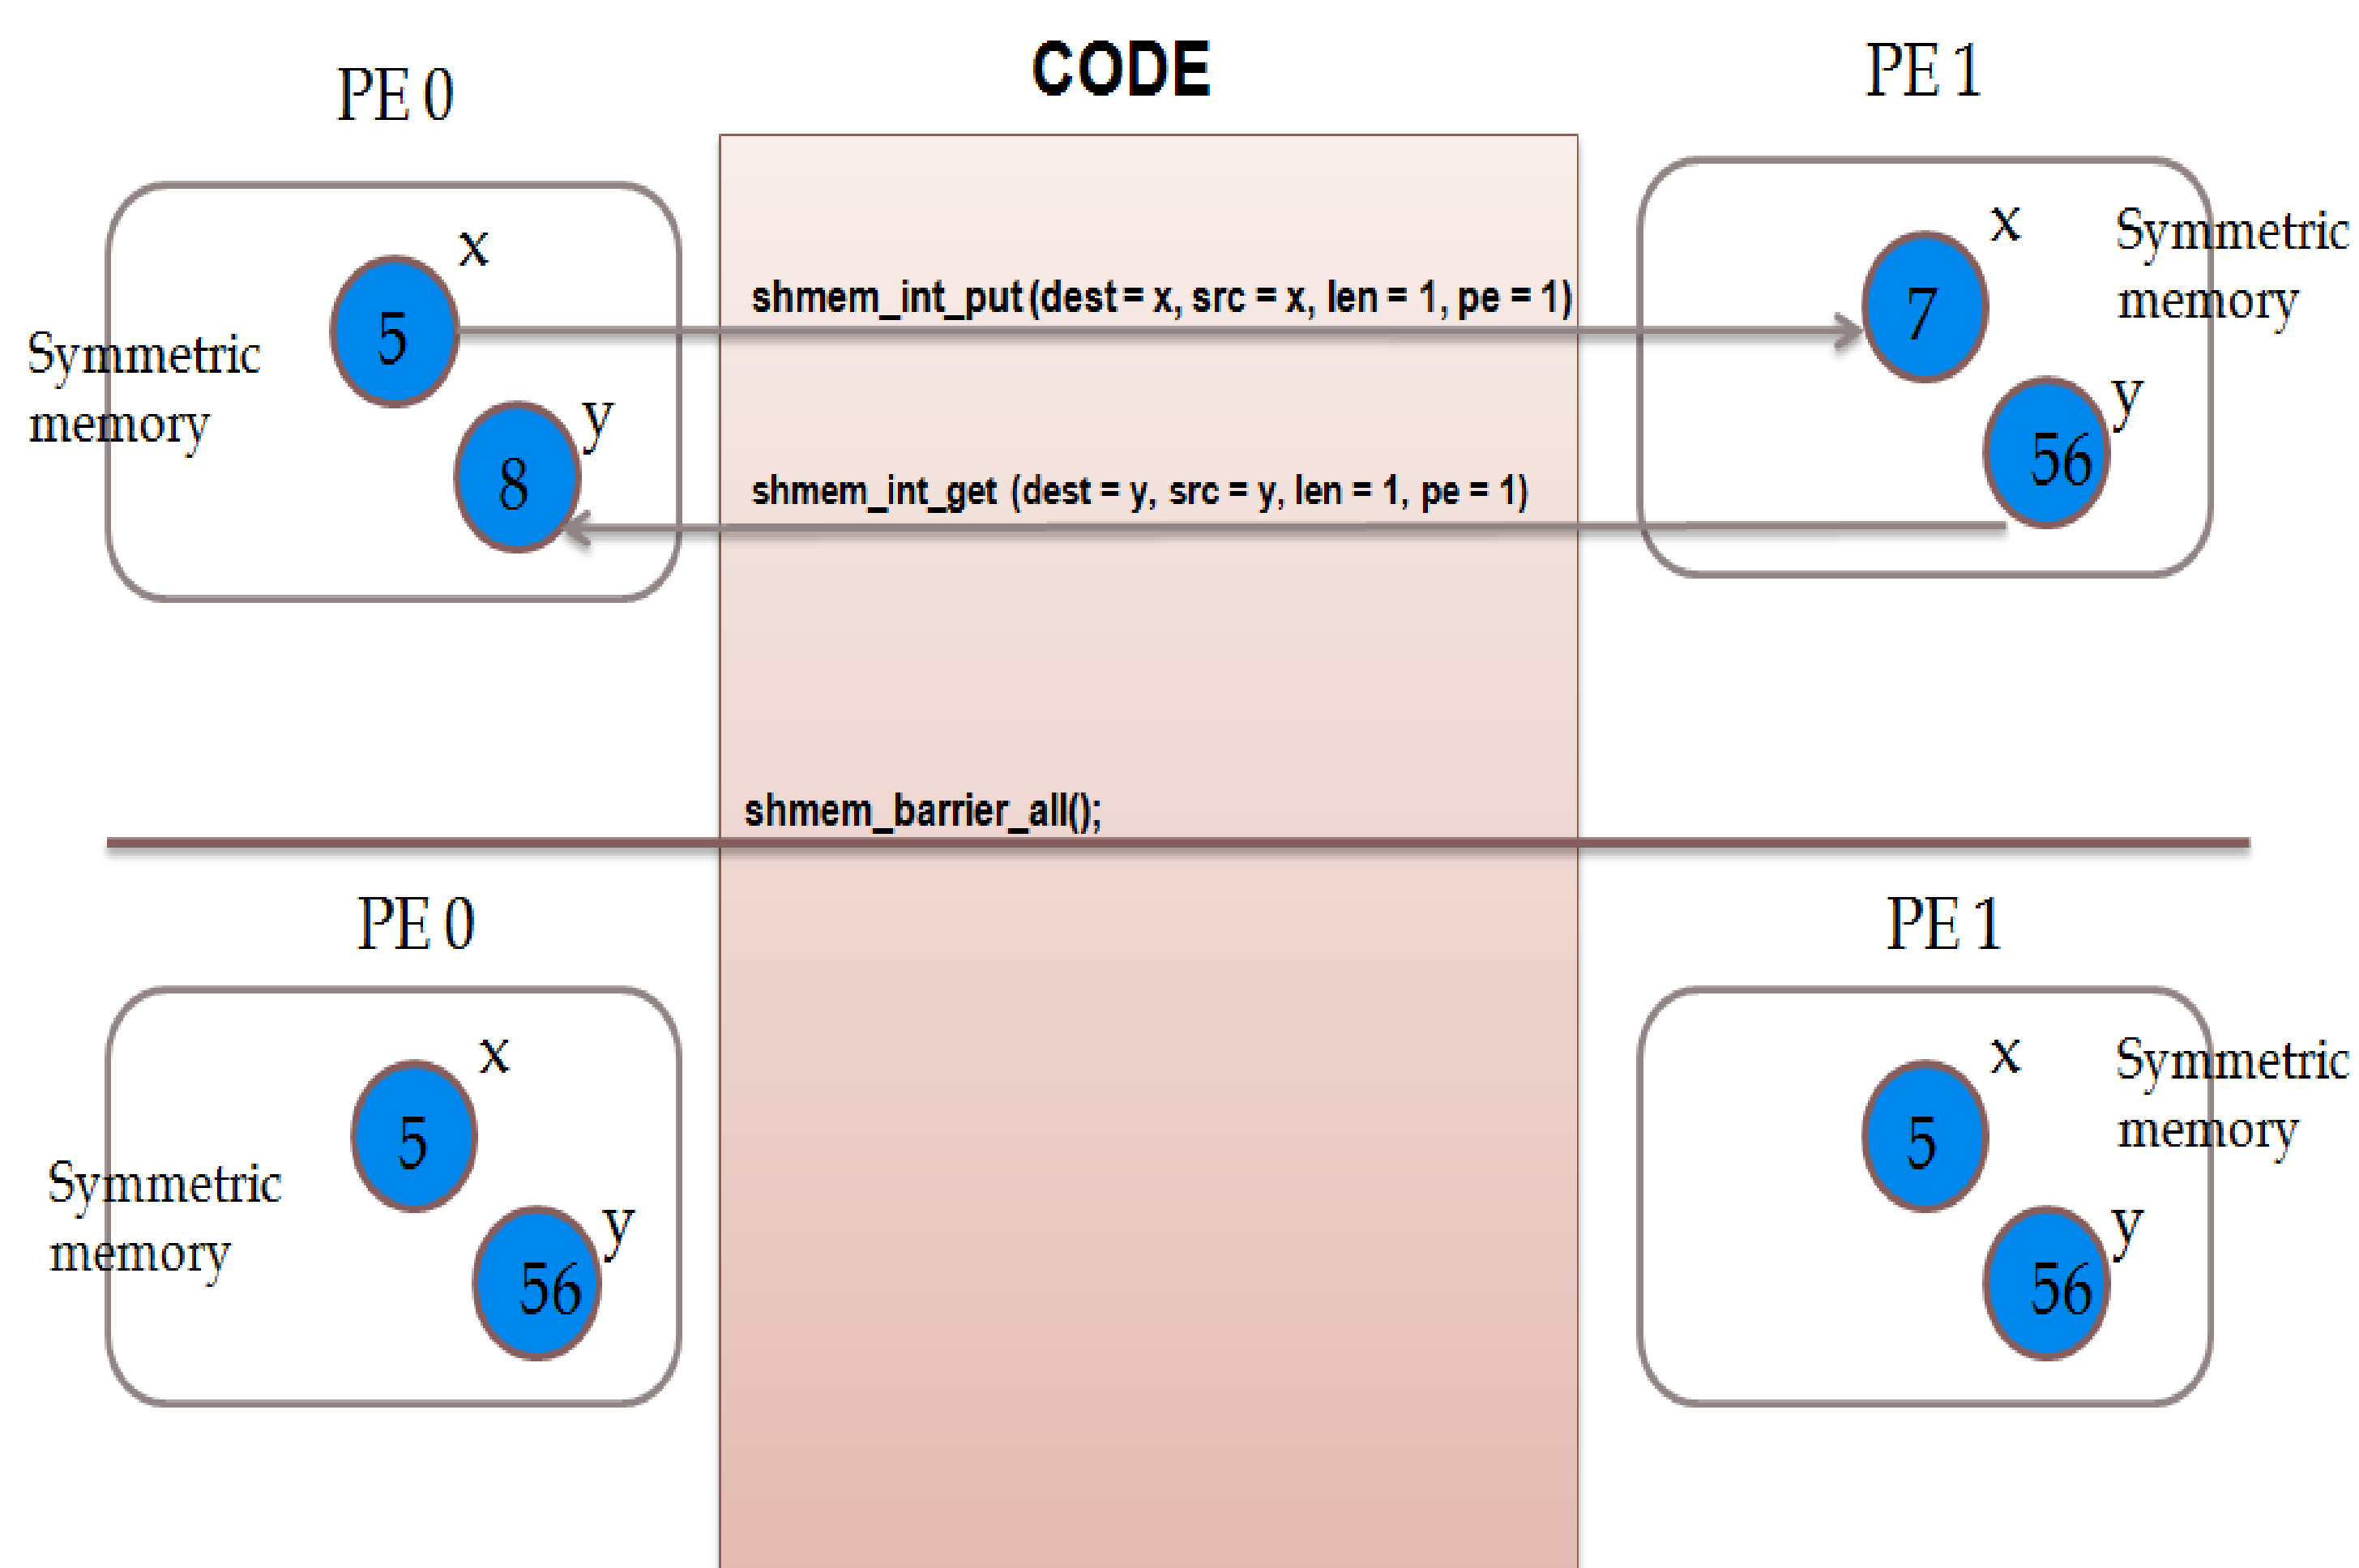 CODE
PE 0
PE 1
x
5
Symmetric
memory
y
8
shmem_int_put (dest = x, src = x, len = 1, pe = 1)
shmem_int_get (dest = y, src = y, len = 1, pe = 1)
x
7
Symmetric
memory
y
56
shmem_barrier_all();
PE 0
PE 1
x
5
Symmetric
memory
y
56
x
5
Symmetric
memory
y
56